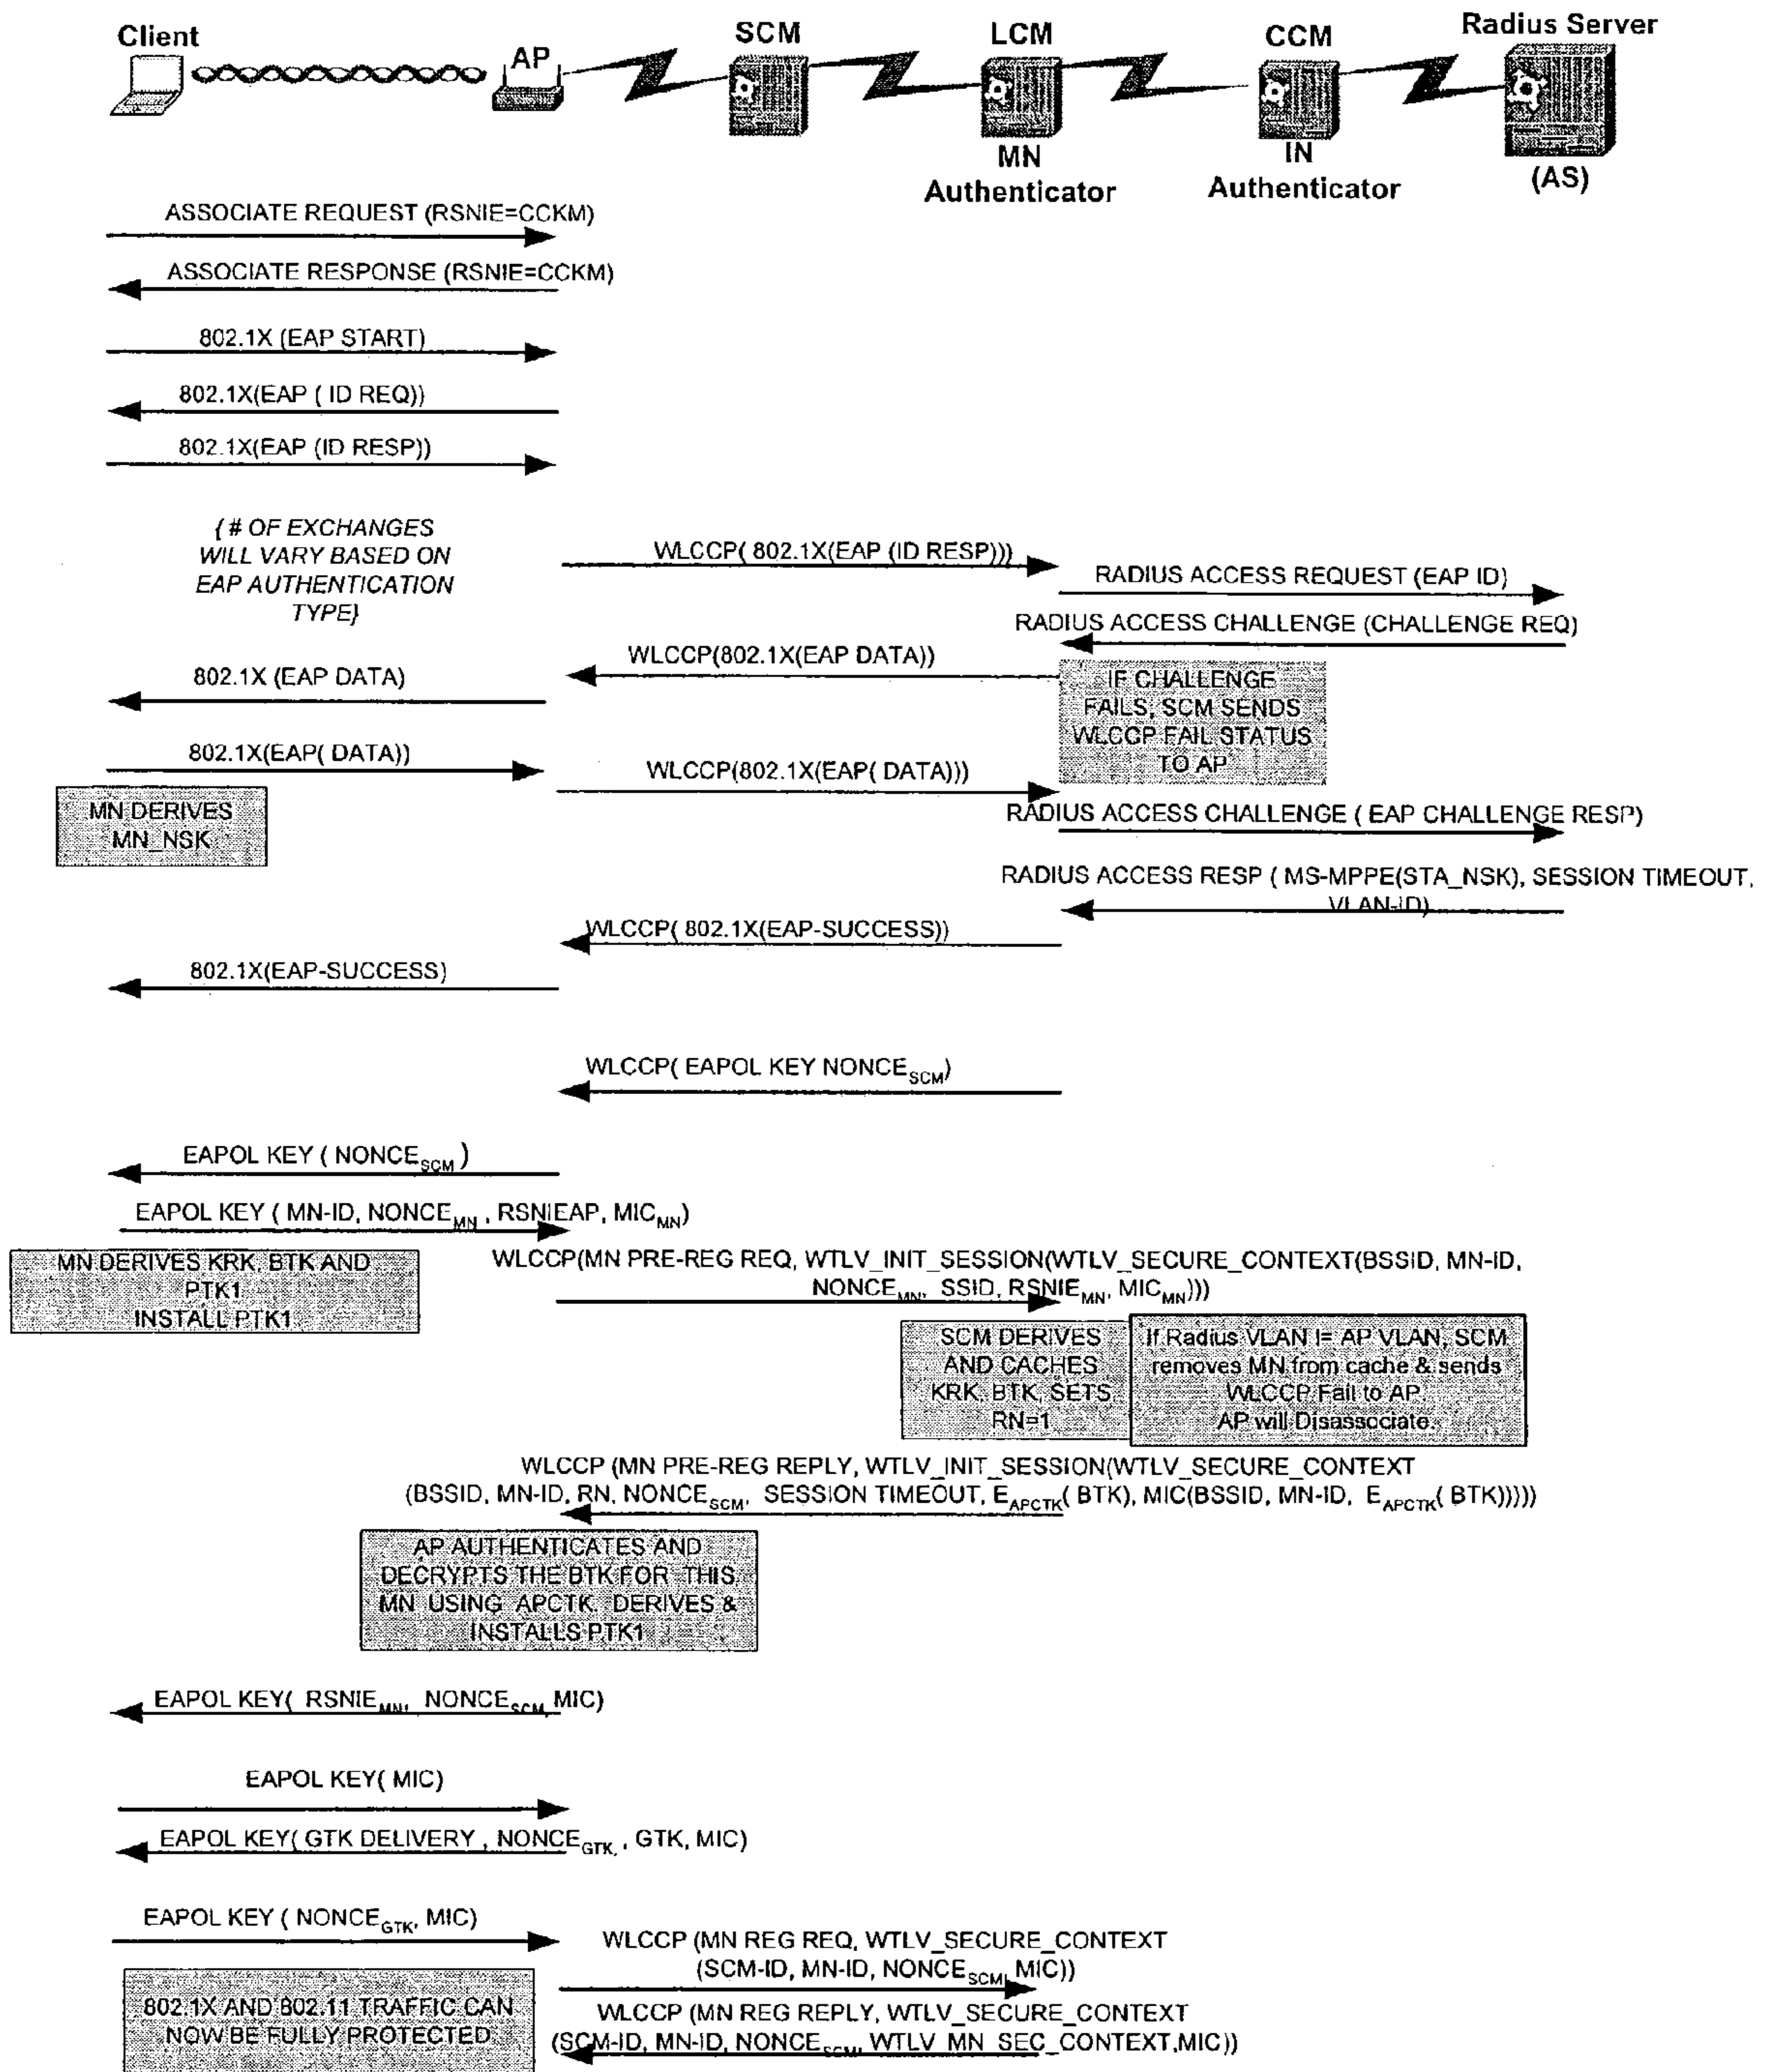 Client
AP
SCM
LCM
CCM
Radius Server
MN
Authenticator
IN
Authenticator
(AS)
ASSOCIATE REQUEST (RSNIE=CCKM)
ASSOCIATE RESPONSE (RSNIE=CCKM)
802.1X (EAP START)
802.1X(EAP ( ID REQ))
802.1X(EAP (ID RESP))
{ # OF EXCHANGES
WILL VARY BASED ON
EAP AUTHENTICATION
TYPE}
WLCCP( 802.1X(EAP (ID RESP)))
RADIUS ACCESS REQUEST (EAP ID)
RADIUS ACCESS CHALLENGE (CHALLENGE REQ)
WLCCP(802.1X(EAP DATA))
802.1X (EAP DATA)
IF CHALLENGE
FAILS, SCM SENDS
WLCCP FAIL STATUS
TO AP
802.1X(EAP( DATA))
WLCCP(802.1X(EAP( DATA)))
MN DERIVES
MN_NSK
RADIUS ACCESS CHALLENGE ( EAP CHALLENGE RESP)
RADIUS ACCESS RESP ( MS-MPPE(STA_NSK), SESSION TIMEOUT,
VLAN-ID)
WLCCP( 802.1X(EAP-SUCCESS))
802.1X(EAP-SUCCESS)
WLCCP( EAPOL KEY NONCESCM)
EAPOL KEY ( NONCESCM )
EAPOL KEY ( MN-ID, NONCEMN , RSNIEAP, MICMN)
MN DERIVES KRK, BTK AND
PTK1
INSTALL PTK1
WLCCP(MN PRE-REG REQ, WTLV_INIT_SESSION(WTLV_SECURE_CONTEXT(BSSID, MN-ID,
NONCEMN, SSID, RSNIEMN, MICMN)))
SCM DERIVES
AND CACHES
KRK, BTK, SETS
RN=1
If Radius VLAN != AP VLAN, SCM
removes MN from cache & sends
WLCCP Fail to AP.
AP will Disassociate.
WLCCP (MN PRE-REG REPLY, WTLV_INIT_SESSION(WTLV_SECURE_CONTEXT
(BSSID, MN-ID, RN, NONCESCM, SESSION TIMEOUT, EAPCTK( BTK), MIC(BSSID, MN-ID, EAPCTK( BTK)))))
AP AUTHENTICATES AND
DECRYPTS THE BTK FOR THIS
MN USING APCTK. DERIVES &
INSTALLS PTK1
EAPOL KEY( RSNIEMN, NONCESCM, MIC)
EAPOL KEY( MIC)
EAPOL KEY( GTK DELIVERY , NONCEGTK, , GTK, MIC)
EAPOL KEY ( NONCEGTK, MIC)
WLCCP (MN REG REQ, WTLV_SECURE_CONTEXT
(SCM-ID, MN-ID, NONCESCM, MIC))
802.1X AND 802.11 TRAFFIC CAN
NOW BE FULLY PROTECTED
WLCCP (MN REG REPLY, WTLV_SECURE_CONTEXT
(SCM-ID, MN-ID, NONCESCM, WTLV_MN_SEC_CONTEXT,MIC))